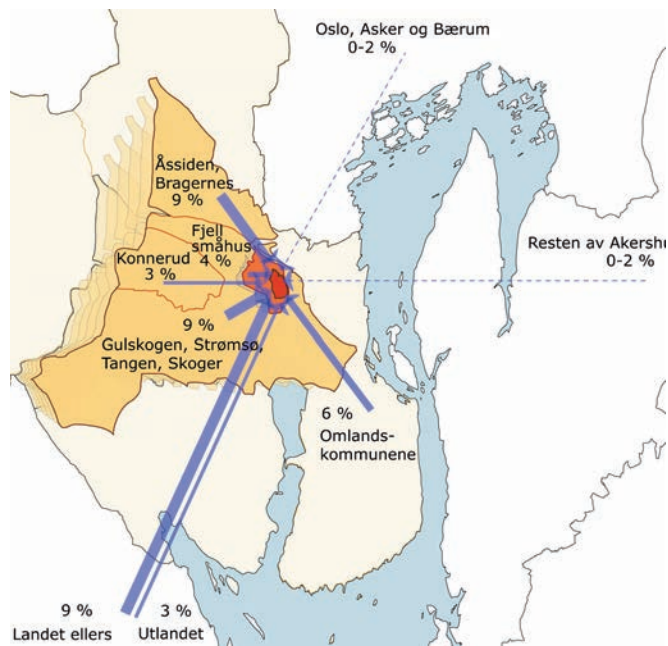 Oslo, Asker og Bærum
0-2 %
Åssiden,
Bragernes
9 %
Fjell
småhus
4 %
Konnerud
3 %
Resten av Akershu
0-2 %
9 %
Gulskogen, Strømsø,
Tangen, Skoger
6 %
Omlands-
kommunene
9 %
Landet ellers
3 %
Utlandet